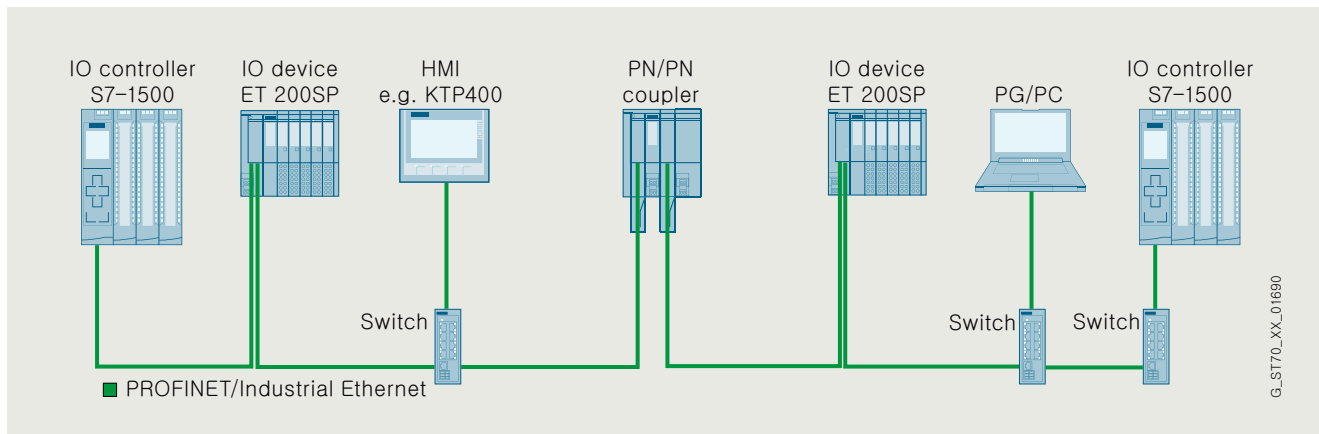 IO controller
S7-1500
IO device
ET 200SP
HMI
e.g. KTP400
PN/PN
coupler
IO device
ET 200SP
PG/PC
IO controller
S7-1500
Switch
Switch
Switch
PROFINET/Industrial Ethernet
G_ST70_XX_01690